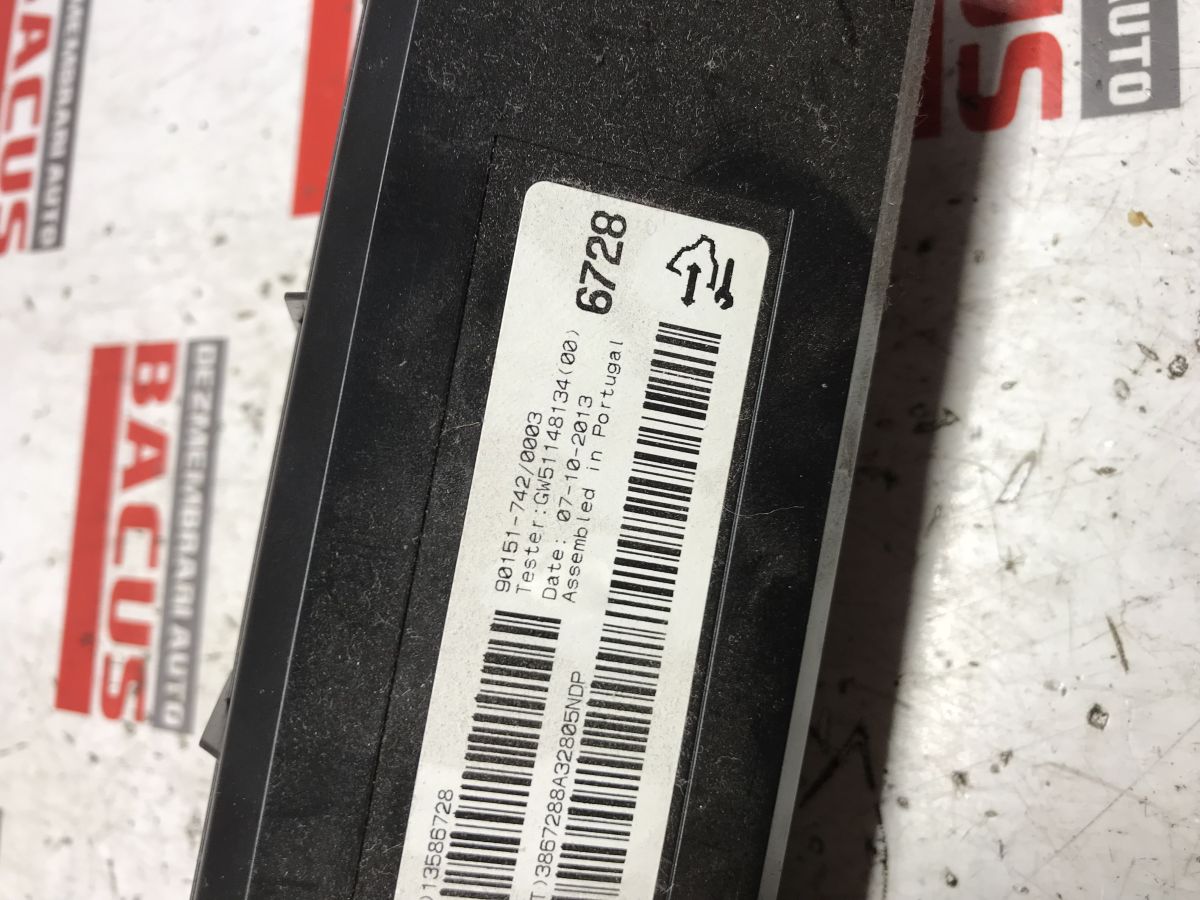 6728
90151-742/0003
Tester:GW51148134(00)
Date: 07-10-2013
Assembled in Portugal
)13586728
T)3867288A32805NDP
BACUS
DEZMEMBRARI AUTO
BACUS
DEZMEMBRARI AUTO
AUTO